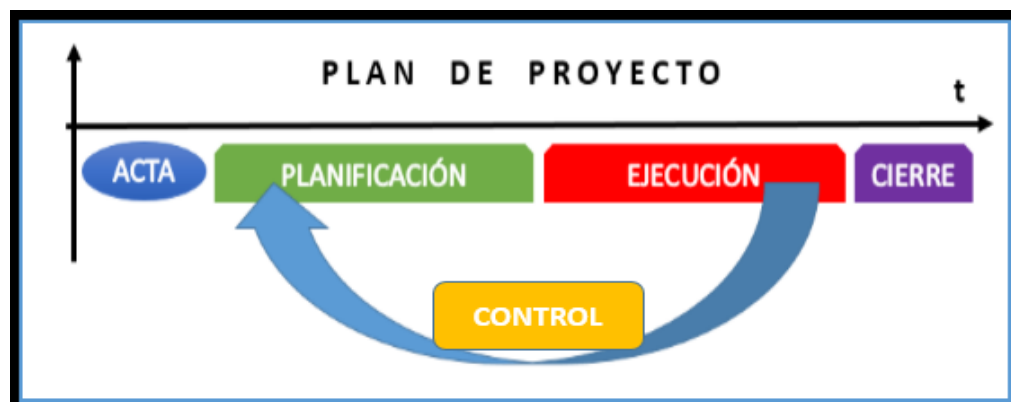 PLAN DE PROYECTO
t
ACTA
PLANIFICACIÓN
EJECUCIÓN
CIERRE
CONTROL